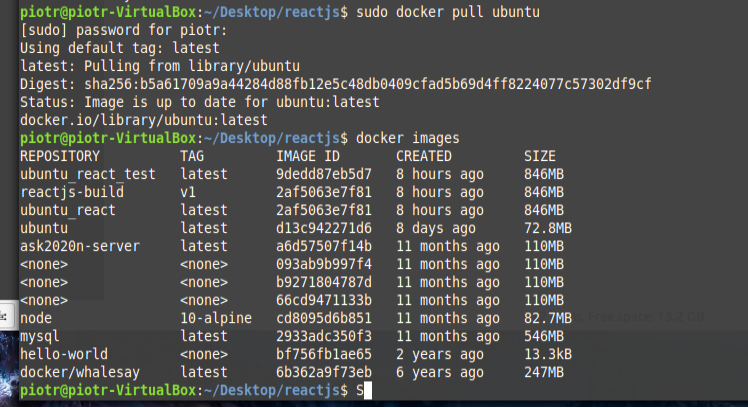 piotr@piotr-VirtualBox:~/Desktop/reactjs$ sudo docker pull ubuntu
[sudo] password for piotr:
Using default tag: latest
latest: Pulling from library/ubuntu
Digest: sha256:b5a61709a9a44284d88fb12e5c48db0409cfad5b69d4ff8224077c57302df9cf
Status: Image is up to date for ubuntu:latest
docker.io/library/ubuntu:latest
piotr@piotr-VirtualBox:~/Desktop/reactjs$ docker images
REPOSITORY TAG IMAGE ID CREATED SIZE
ubuntu_react_test latest 9dedd87eb5d7 8 hours ago 846MB
reactjs-build v1 2af5063e7f81 8 hours ago 846MB
ubuntu_react latest 2af5063e7f81 8 hours ago 846MB
ubuntu latest d13c942271d6 8 days ago 72.8MB
ask2020n-server latest a6d57507f14b 11 months ago 110MB
<none> <none> 093ab9b997f4 11 months ago 110MB
<none> <none> b9271804787d 11 months ago 110MB
<none> <none> 66cd9471133b 11 months ago 110MB
node 10-alpine cd8095d6b851 11 months ago 82.7MB
mysql latest 2933adc350f3 11 months ago 546MB
hello-world <none> bf756fb1ae65 2 years ago 13.3kB
docker/whalesay latest 6b362a9f73eb 6 years ago 247MB
piotr@piotr-VirtualBox:~/Desktop/reactjs$ S